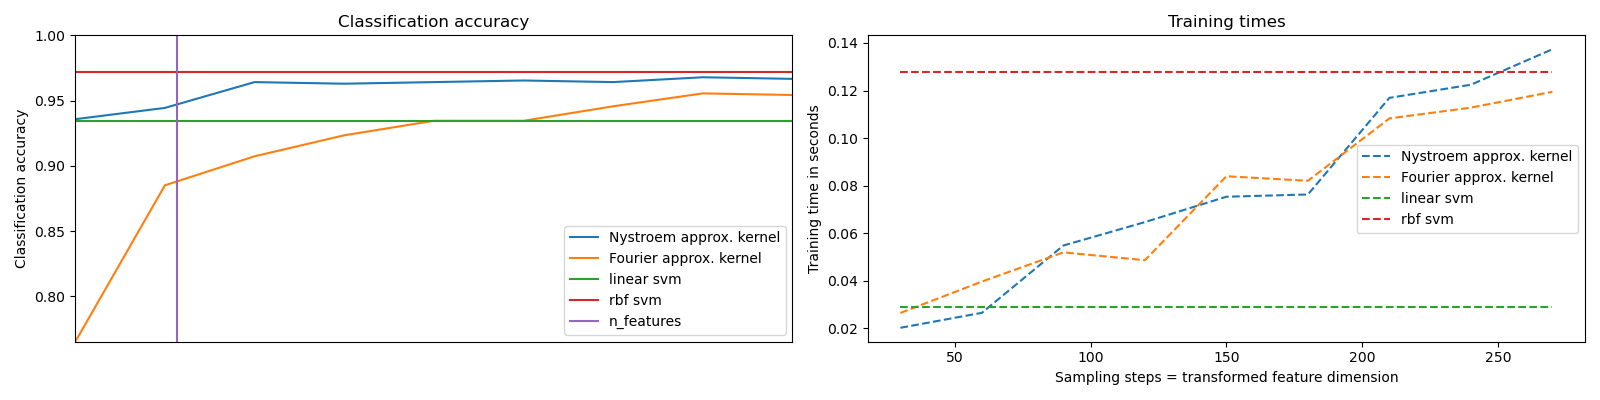 Classification accuracy
Classification accuracy
1.00
0.95
0.90
0.85
0.80
Nystroem approx. kernel
Fourier approx. kernel
linear svm
rbf svm
n_features
Training times
Training time in seconds
0.14
0.12
0.10
0.08
0.06
0.04
0.02
Nystroem approx. kernel
Fourier approx. kernel
linear svm
rbf svm
50
100
150
200
250
Sampling steps = transformed feature dimension